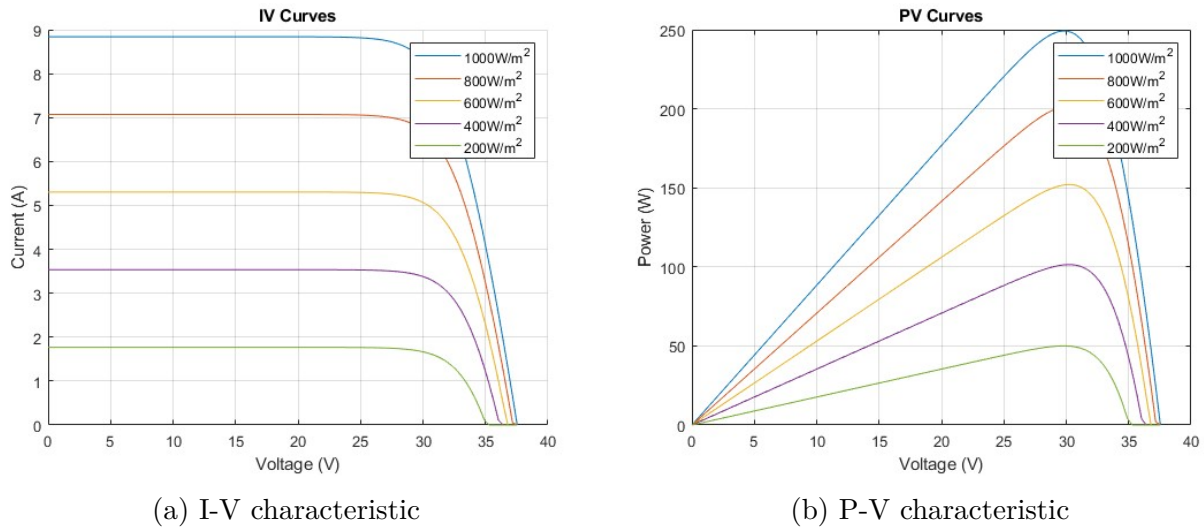 IV Curves
9
8
7
6
5
4
3
2
1
0
Current (A)
1000W/m²
800W/m²
600W/m²
400W/m²
200W/m²
0 5 10 15 20 25 30 35 40
Voltage (V)
(a) I-V characteristic
PV Curves
250
200
150
100
50
0
Power (W)
1000W/m²
800W/m²
600W/m²
400W/m²
200W/m²
0 5 10 15 20 25 30 35 40
Voltage (V)
(b) P-V characteristic